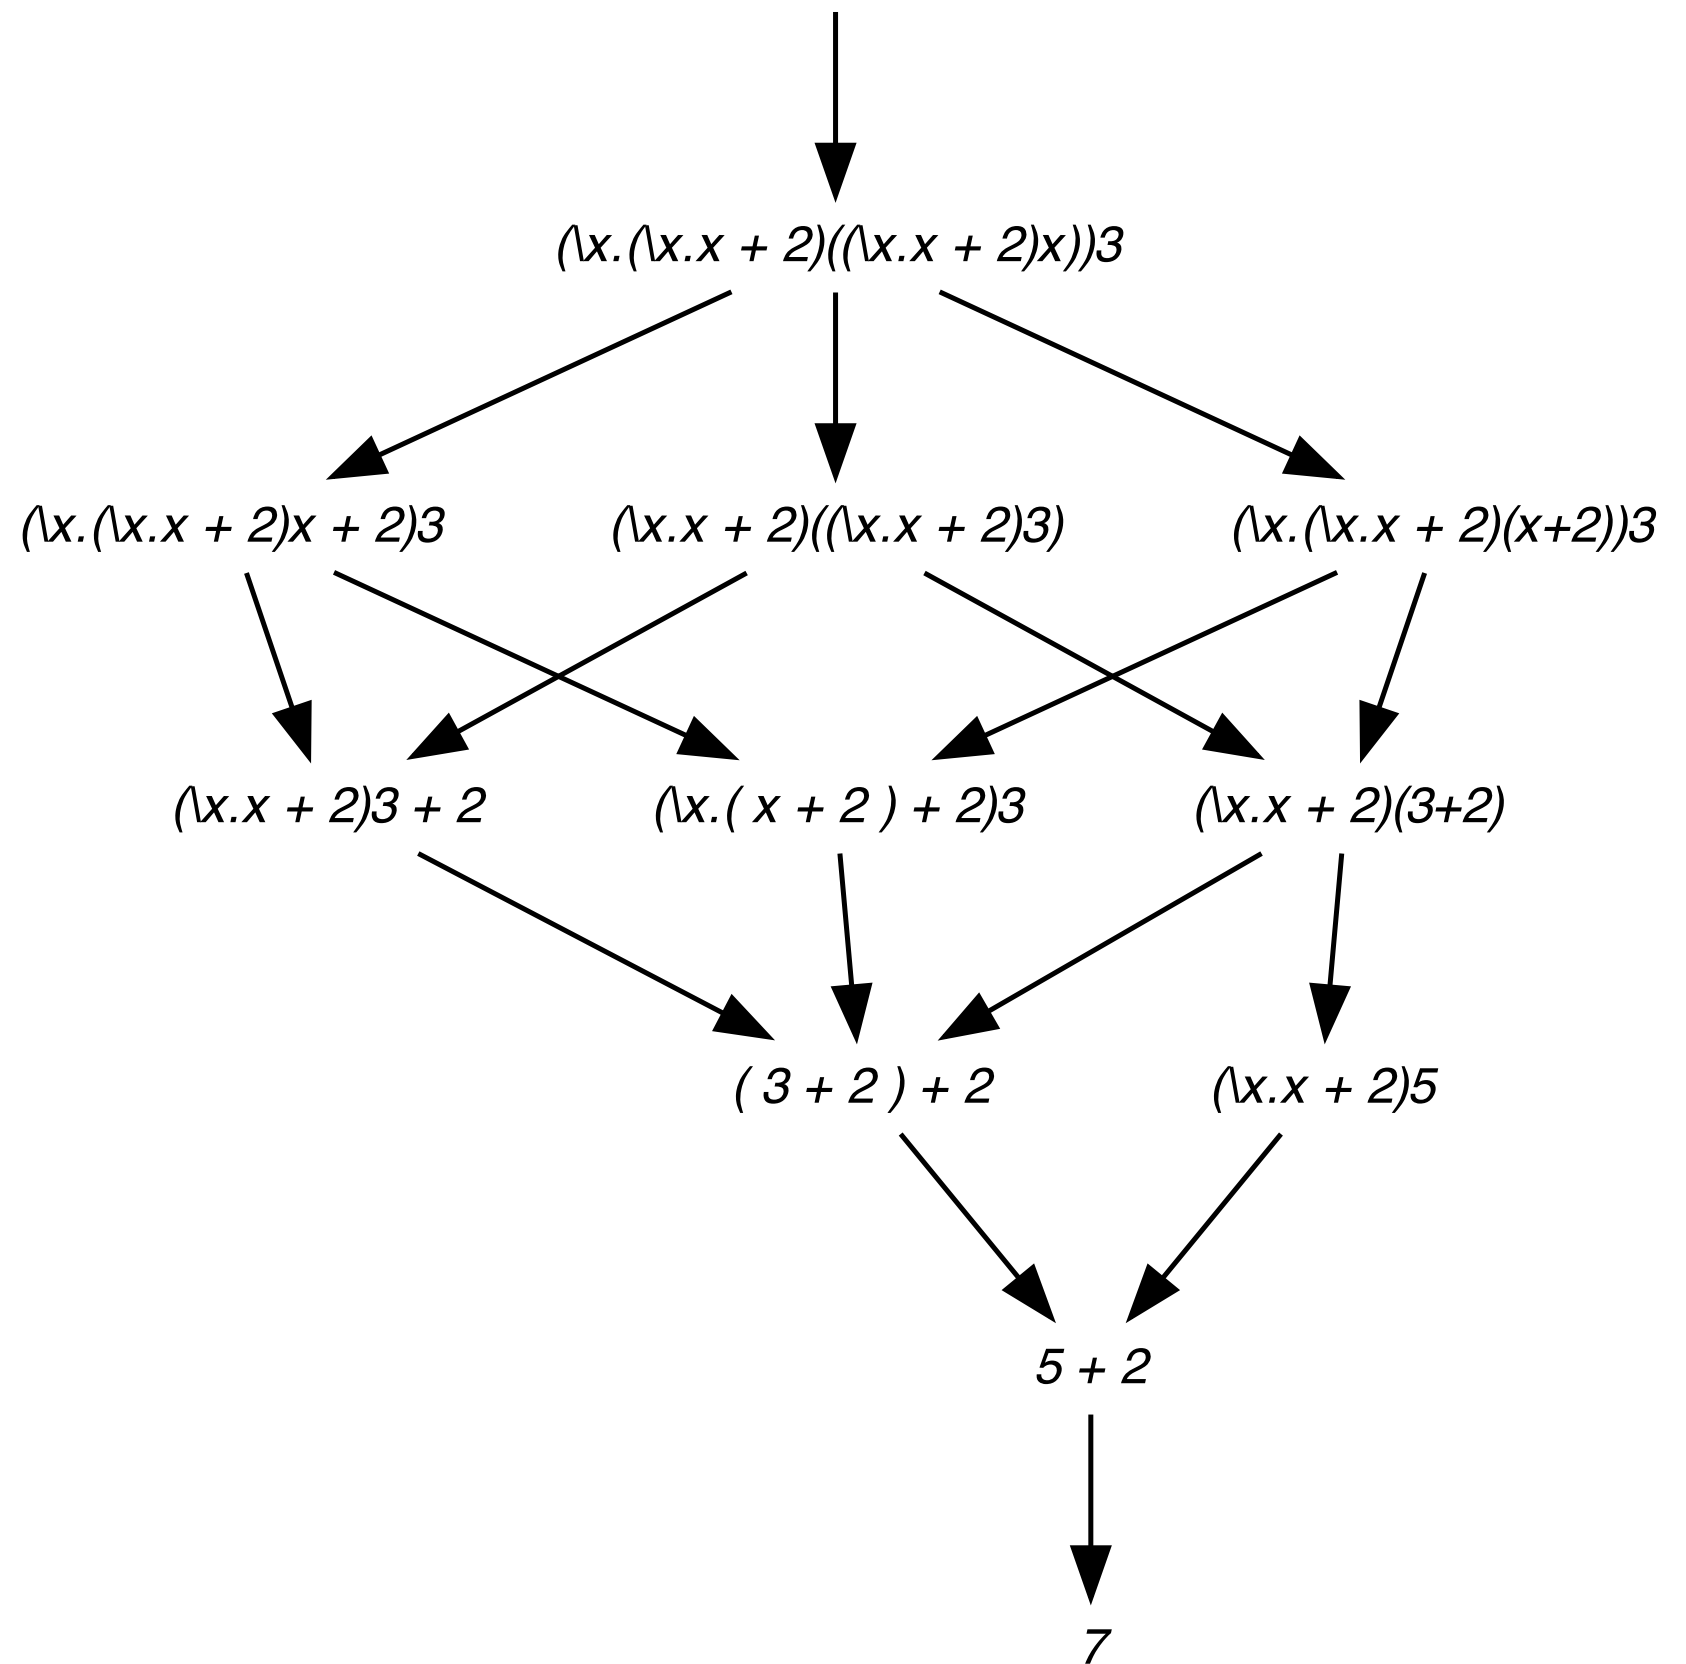 (\x.(\x.x + 2)((\x.x + 2)x))3
(\x.(\x.x + 2)x + 2)3 (\x.x + 2)((\x.x + 2)3) (\x.(\x.x + 2)(x+2))3
(\x.x + 2)3 + 2 (\x.( x + 2 ) + 2)3 (\x.x + 2)(3+2)
( 3 + 2 ) + 2 (\x.x + 2)5
5 + 2
7